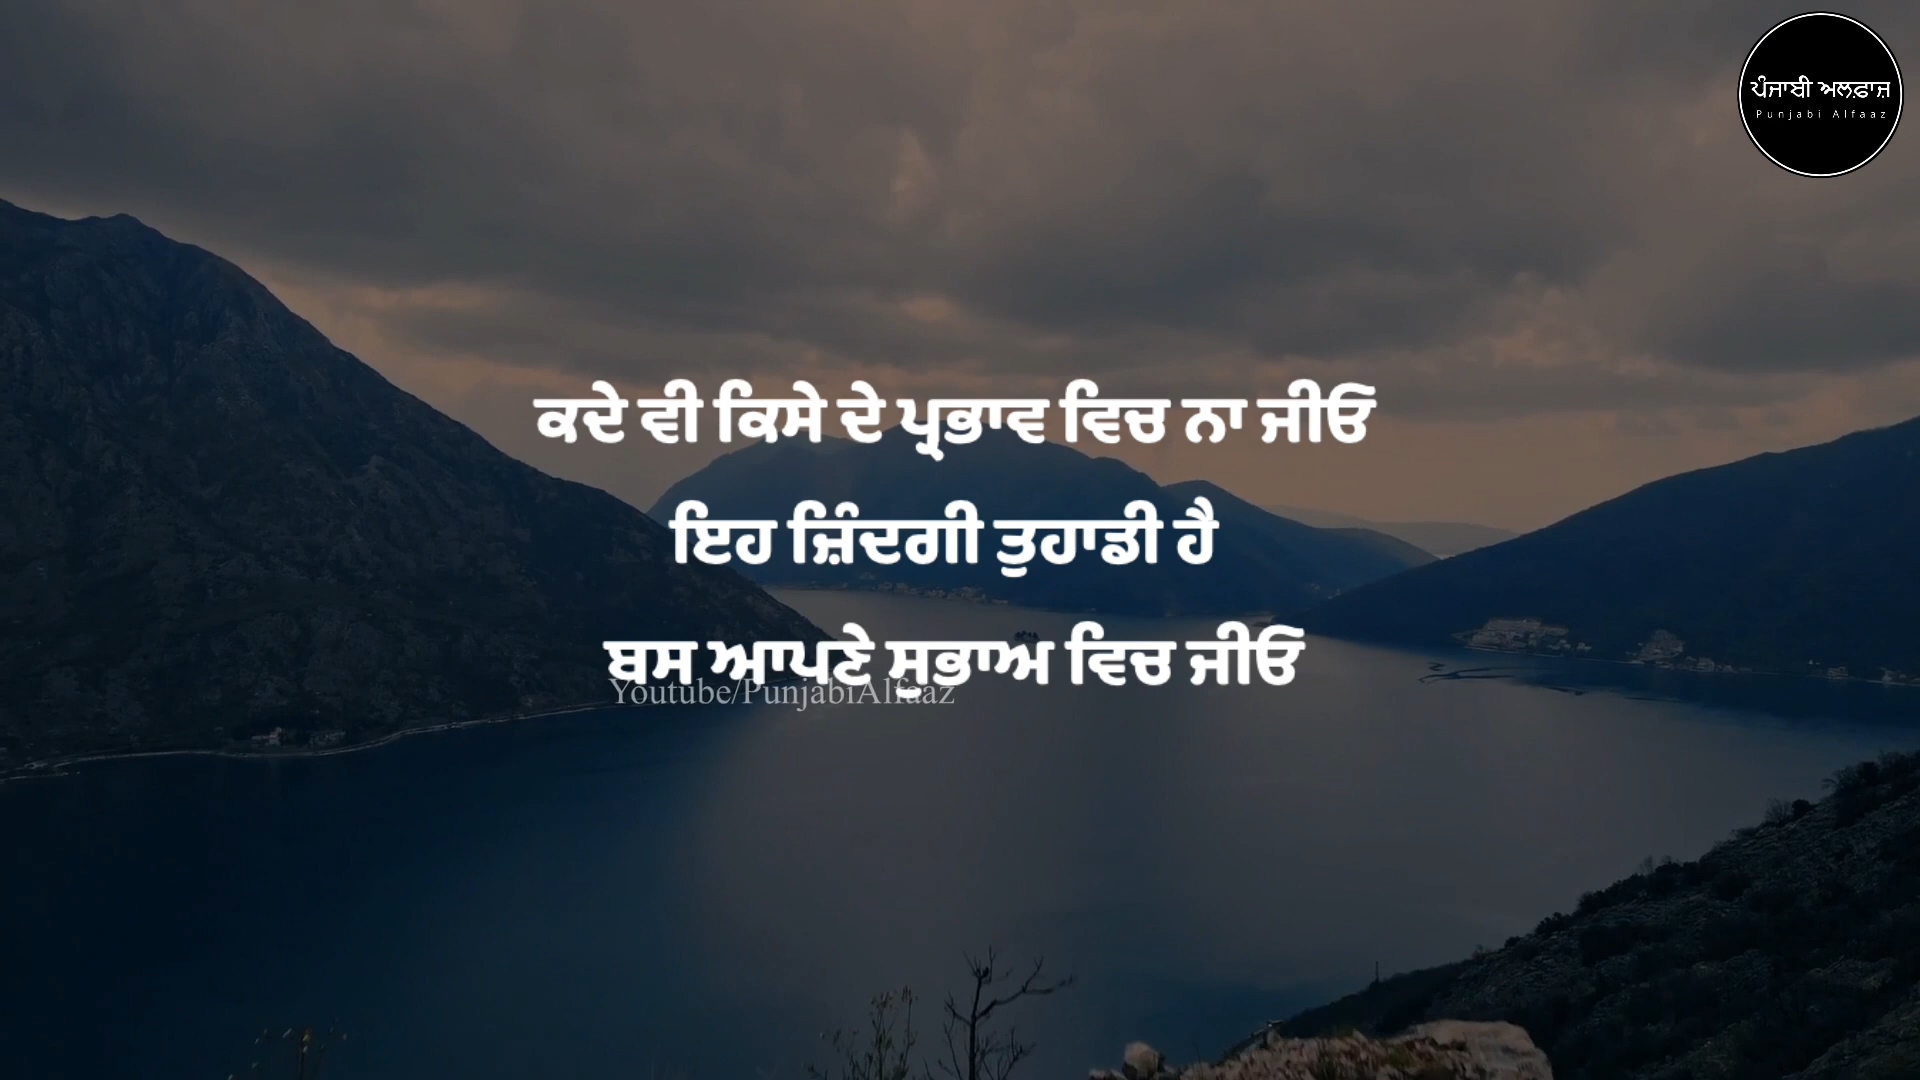 ਪੰਜਾਬੀ ਅਲਫ਼ਾਜ਼
Punjabi Alfaaz
ਕਦੇ ਵੀ ਕਿਸੇ ਦੇ ਪ੍ਰਭਾਵ ਵਿਚ ਨਾ ਜੀਓ
ਇਹ ਜ਼ਿੰਦਗੀ ਤੁਹਾਡੀ ਹੈ
ਬਸ ਆਪਣੇ ਸੁਭਾਅ ਵਿਚ ਜੀਓ
Youtube/PunjabiAlfaaz